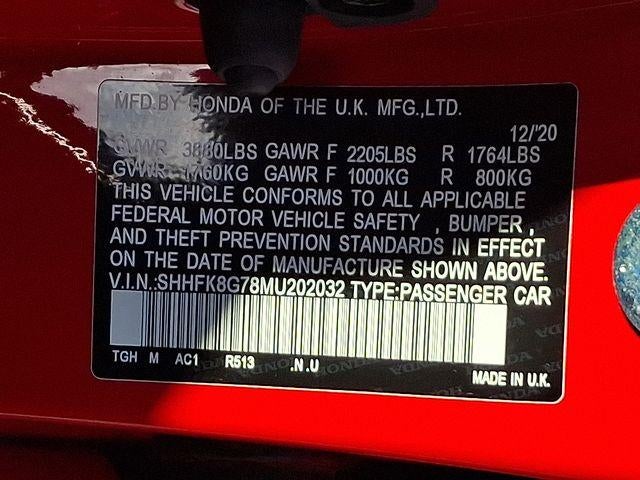 MFD.BY HONDA OF THE U.K. MFG.,LTD.
12/'20
GVWR 3880LBS GAWR F 2205LBS R 1764LBS
GVWR 1760KG GAWR F 1000KG R 800KG
THIS VEHICLE CONFORMS TO ALL APPLICABLE
FEDERAL MOTOR VEHICLE SAFETY , BUMPER ,
AND THEFT PREVENTION STANDARDS IN EFFECT
ON THE DATE OF MANUFACTURE SHOWN ABOVE.
V.I.N.:SHHFK8G78MU202032 TYPE:PASSENGER CAR
TGH M AC1 R513 .N.U
MADE IN U.K.